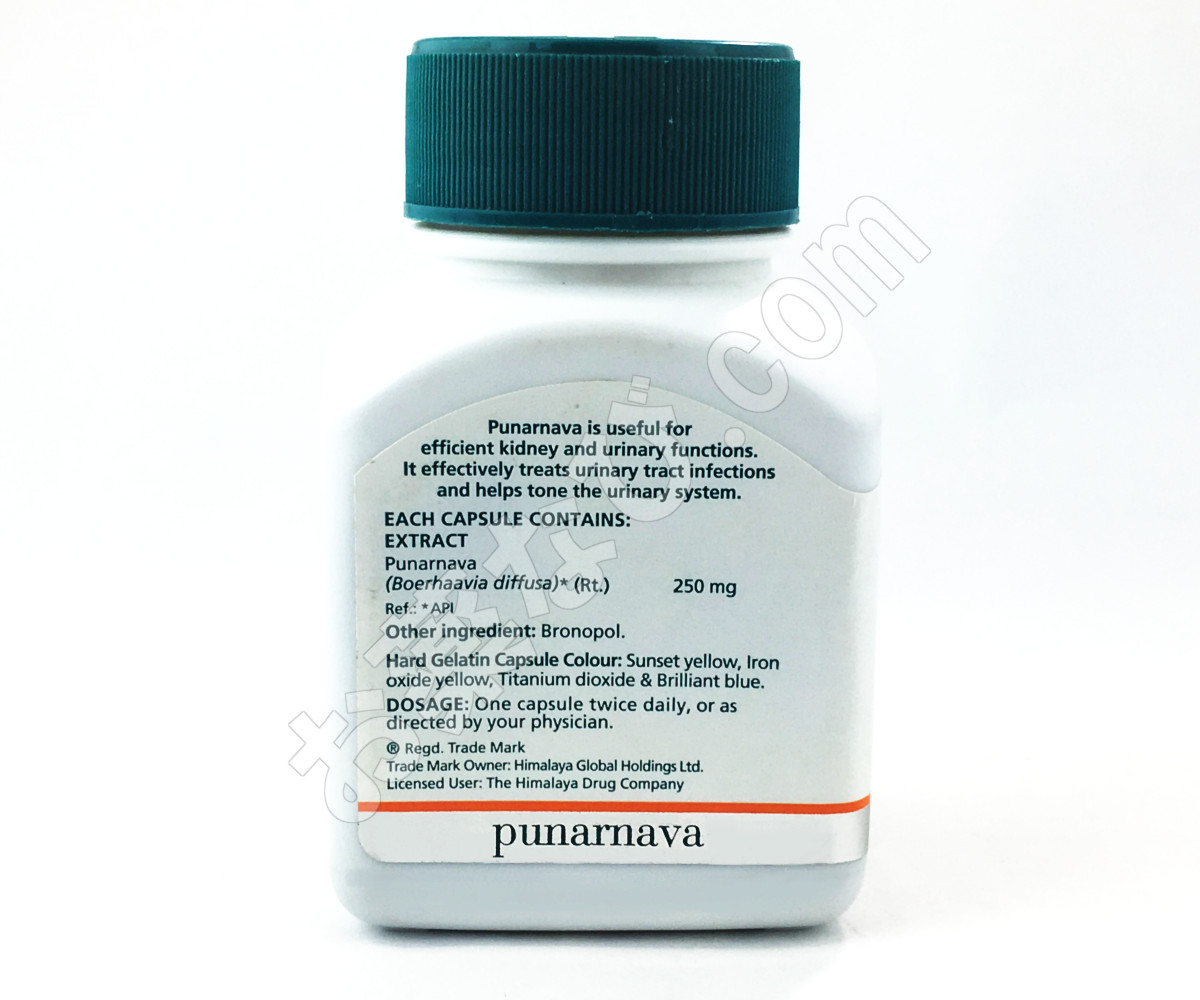 Punarnava is useful for
efficient kidney and urinary functions.
It effectively treats urinary tract infections
and helps tone the urinary system.
EACH CAPSULE CONTAINS:
EXTRACT
Punarnava
(Boerhaavia diffusa)* (Rt.) 250 mg
Ref.: *API
Other ingredient: Bronopol.
Hard Gelatin Capsule Colour: Sunset yellow, Iron
oxide yellow, Titanium dioxide & Brilliant blue.
DOSAGE: One capsule twice daily, or as
directed by your physician.
® Regd. Trade Mark
Trade Mark Owner: Himalaya Global Holdings Ltd.
Licensed User: The Himalaya Drug Company
punarnava
お薬なび.com